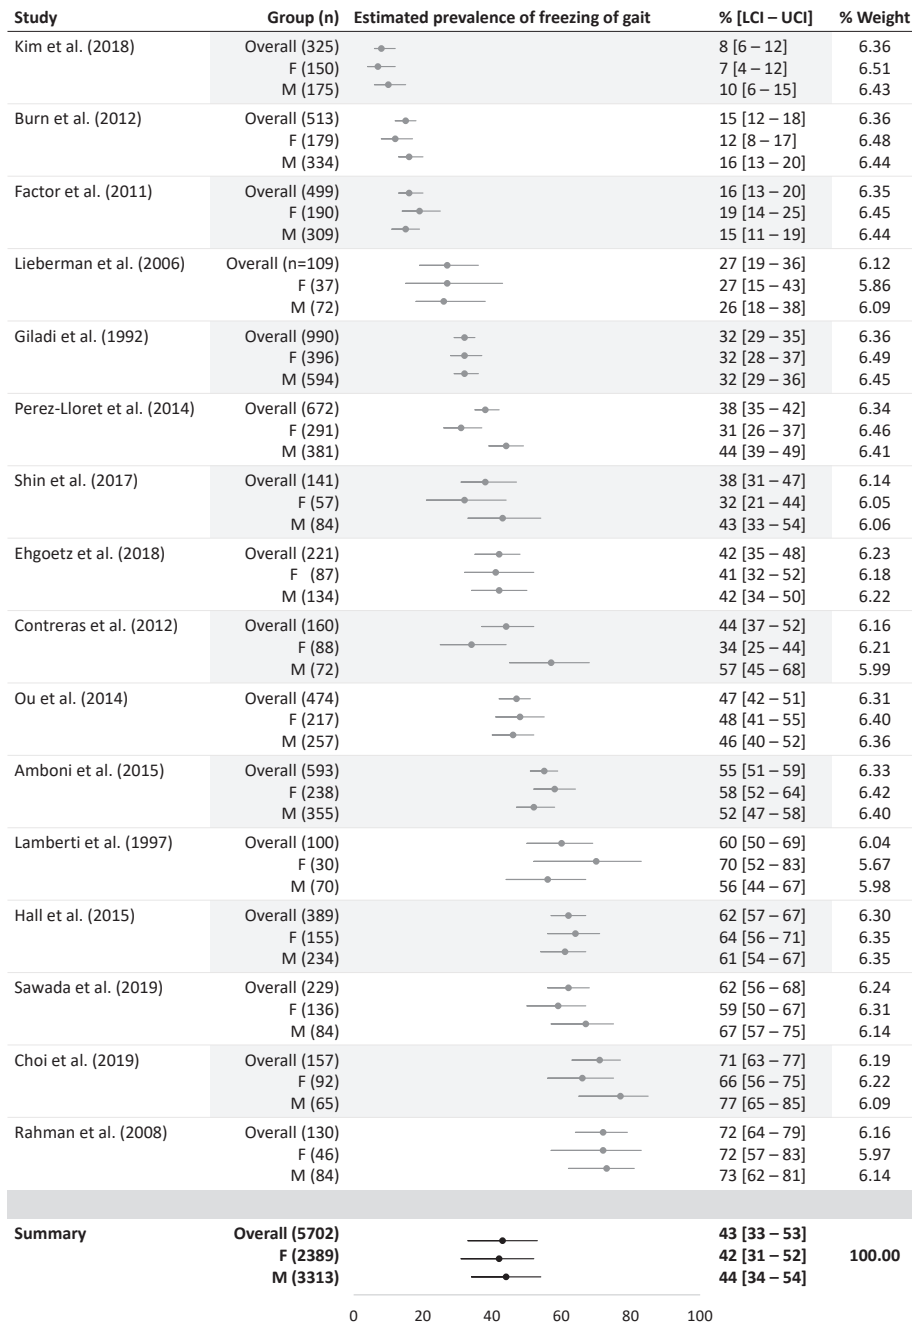 Study Group (n) Estimated prevalence of freezing of gait % [LCI – UCI] % Weight
Kim et al. (2018) Overall (325) 8 [6 – 12] 6.36
F (150) 7 [4 – 12] 6.51
M (175) 10 [6 – 15] 6.43
Burn et al. (2012) Overall (513) 15 [12 – 18] 6.36
F (179) 12 [8 – 17] 6.48
M (334) 16 [13 – 20] 6.44
Factor et al. (2011) Overall (499) 16 [13 – 20] 6.35
F (190) 19 [14 – 25] 6.45
M (309) 15 [11 – 19] 6.44
Lieberman et al. (2006) Overall (n=109) 27 [19 – 36] 6.12
F (37) 27 [15 – 43] 5.86
M (72) 26 [18 – 38] 6.09
Giladi et al. (1992) Overall (990) 32 [29 – 35] 6.36
F (396) 32 [28 – 37] 6.49
M (594) 32 [29 – 36] 6.45
Perez-Lloret et al. (2014) Overall (672) 38 [35 – 42] 6.34
F (291) 31 [26 – 37] 6.46
M (381) 44 [39 – 49] 6.41
Shin et al. (2017) Overall (141) 38 [31 – 47] 6.14
F (57) 32 [21 – 44] 6.05
M (84) 43 [33 – 54] 6.06
Ehgoetz et al. (2018) Overall (221) 42 [35 – 48] 6.23
F (87) 41 [32 – 52] 6.18
M (134) 42 [34 – 50] 6.22
Contreras et al. (2012) Overall (160) 44 [37 – 52] 6.16
F (88) 34 [25 – 44] 6.21
M (72) 57 [45 – 68] 5.99
Ou et al. (2014) Overall (474) 47 [42 – 51] 6.31
F (217) 48 [41 – 55] 6.40
M (257) 46 [40 – 52] 6.36
Amboni et al. (2015) Overall (593) 55 [51 – 59] 6.33
F (238) 58 [52 – 64] 6.42
M (355) 52 [47 – 58] 6.40
Lamberti et al. (1997) Overall (100) 60 [50 – 69] 6.04
F (30) 70 [52 – 83] 5.67
M (70) 56 [44 – 67] 5.98
Hall et al. (2015) Overall (389) 62 [57 – 67] 6.30
F (155) 64 [56 – 71] 6.35
M (234) 61 [54 – 67] 6.35
Sawada et al. (2019) Overall (229) 62 [56 – 68] 6.24
F (136) 59 [50 – 67] 6.31
M (84) 67 [57 – 75] 6.14
Choi et al. (2019) Overall (157) 71 [63 – 77] 6.19
F (92) 66 [56 – 75] 6.22
M (65) 77 [65 – 85] 6.09
Rahman et al. (2008) Overall (130) 72 [64 – 79] 6.16
F (46) 72 [57 – 83] 5.97
M (84) 73 [62 – 81] 6.14
Summary Overall (5702) 43 [33 – 53]
F (2389) 42 [31 – 52] 100.00
M (3313) 44 [34 – 54]
0 20 40 60 80 100